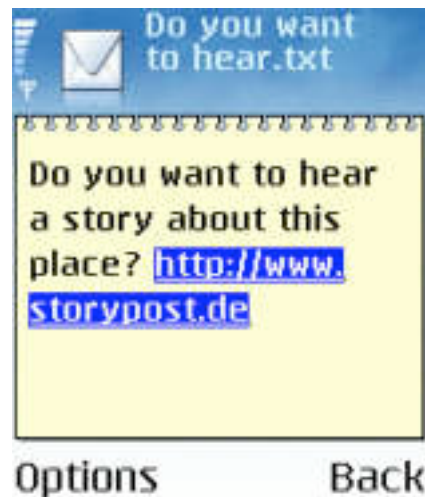 Do you want
to hear.txt
Do you want to hear
a story about this
place? http://www.
storypost.de
Options Back